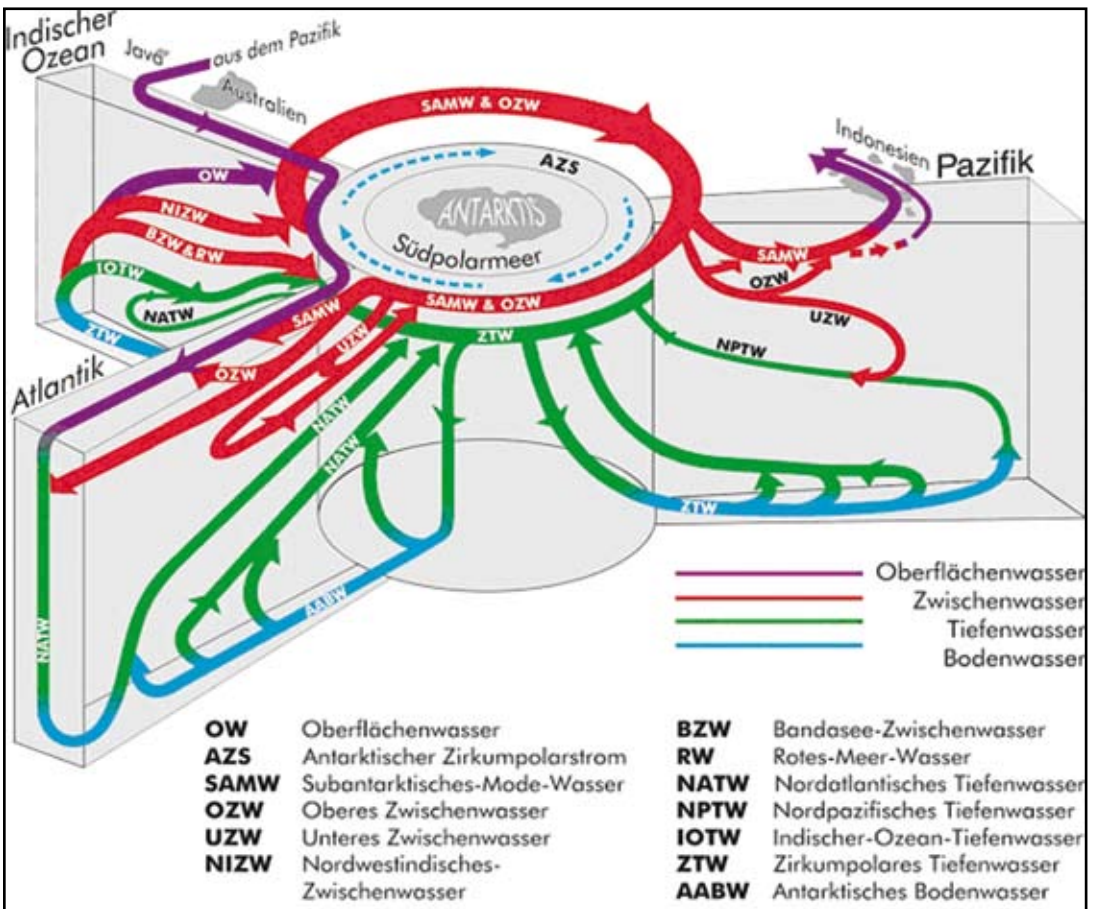 Indischer
Ozean
Java
aus dem Pazifik
Australien
SAMW & OZW
AZS
Indonesien
Pazifik
OW
NIZW
BZW & RW
IOTW
NATW
ZTW
ANTARKTIS
Südpolarmeer
SAMW & OZW
ZTW
SAMW
OZW
UZW
SAMW
OZW
UZW
NPTW
Atlantik
NATW
NATW
NATW
AABW
ZTW
Oberflächenwasser
Zwischenwasser
Tiefenwasser
Bodenwasser
OW Oberflächenwasser
AZS Antarktischer Zirkumpolarstrom
SAMW Subantarktisches-Mode-Wasser
OZW Oberes Zwischenwasser
UZW Unteres Zwischenwasser
NIZW Nordwestindisches-
Zwischenwasser
BZW Bandasee-Zwischenwasser
RW Rotes-Meer-Wasser
NATW Nordatlantisches Tiefenwasser
NPTW Nordpazifisches Tiefenwasser
IOTW Indischer-Ozean-Tiefenwasser
ZTW Zirkumpolares Tiefenwasser
AABW Antarktisches Bodenwasser